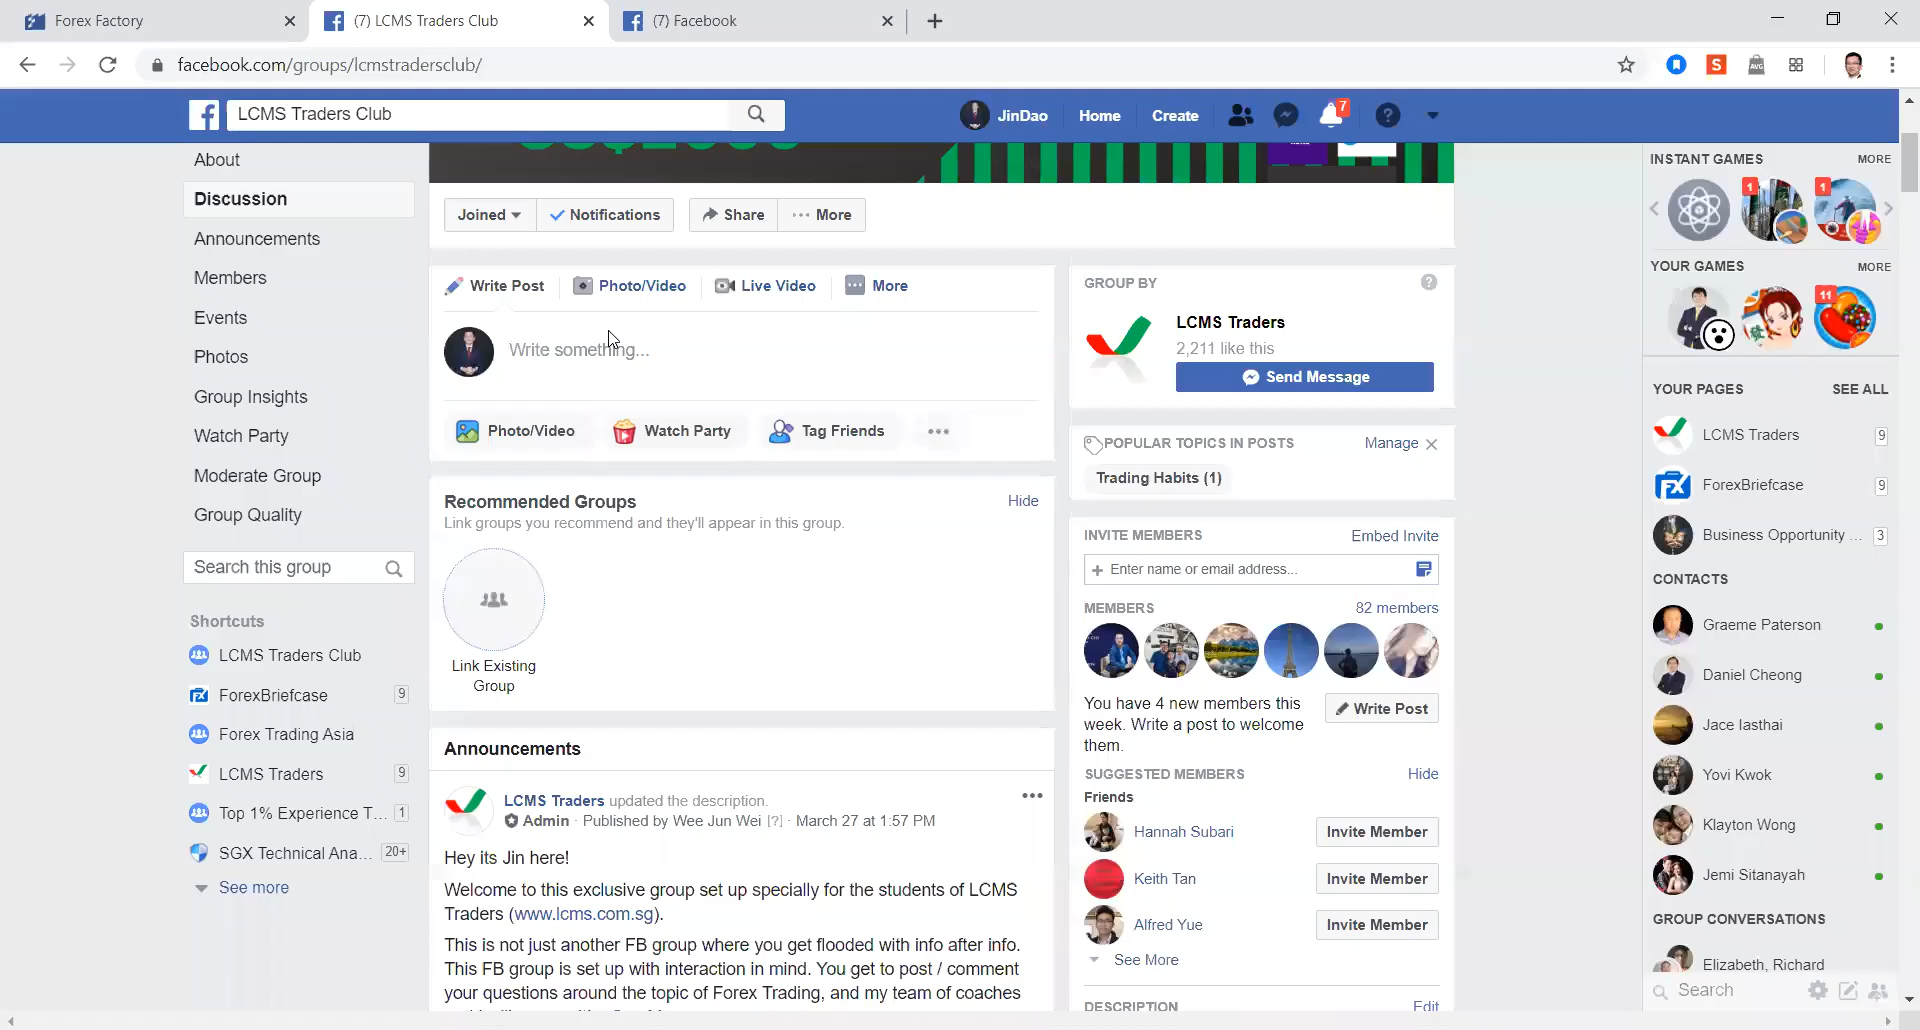 Forex Factory
(7) LCMS Traders Club
(7) Facebook
facebook.com/groups/lcmstradersclub/
S
AVG
LCMS Traders Club
JinDao
Home
Create
7
About
Discussion
Announcements
Members
Events
Photos
Group Insights
Watch Party
Moderate Group
Group Quality
Search this group
Shortcuts
LCMS Traders Club
ForexBriefcase 9
Forex Trading Asia
LCMS Traders 9
Top 1% Experience T... 1
SGX Technical Ana... 20+
See more
Joined
Notifications
Share
More
Write Post
Photo/Video
Live Video
More
Write something...
Photo/Video
Watch Party
Tag Friends
Recommended Groups
Hide
Link groups you recommend and they'll appear in this group.
Link Existing
Group
Announcements
LCMS Traders updated the description.
Admin · Published by Wee Jun Wei [?] · March 27 at 1:57 PM
Hey its Jin here!
Welcome to this exclusive group set up specially for the students of LCMS
Traders (www.lcms.com.sg).
This is not just another FB group where you get flooded with info after info.
This FB group is set up with interaction in mind. You get to post / comment
your questions around the topic of Forex Trading, and my team of coaches
GROUP BY
LCMS Traders
2,211 like this
Send Message
POPULAR TOPICS IN POSTS
Manage
Trading Habits (1)
INVITE MEMBERS
Embed Invite
+ Enter name or email address...
MEMBERS
82 members
You have 4 new members this
week. Write a post to welcome
them.
Write Post
SUGGESTED MEMBERS
Hide
Friends
Hannah Subari
Invite Member
Keith Tan
Invite Member
Alfred Yue
Invite Member
See More
DESCRIPTION
Edit
INSTANT GAMES
MORE
1
1
YOUR GAMES
MORE
11
YOUR PAGES
SEE ALL
LCMS Traders 9
ForexBriefcase 9
Business Opportunity ... 3
CONTACTS
Graeme Paterson
Daniel Cheong
Jace Iasthai
Yovi Kwok
Klayton Wong
Jemi Sitanayah
GROUP CONVERSATIONS
Elizabeth, Richard
Search